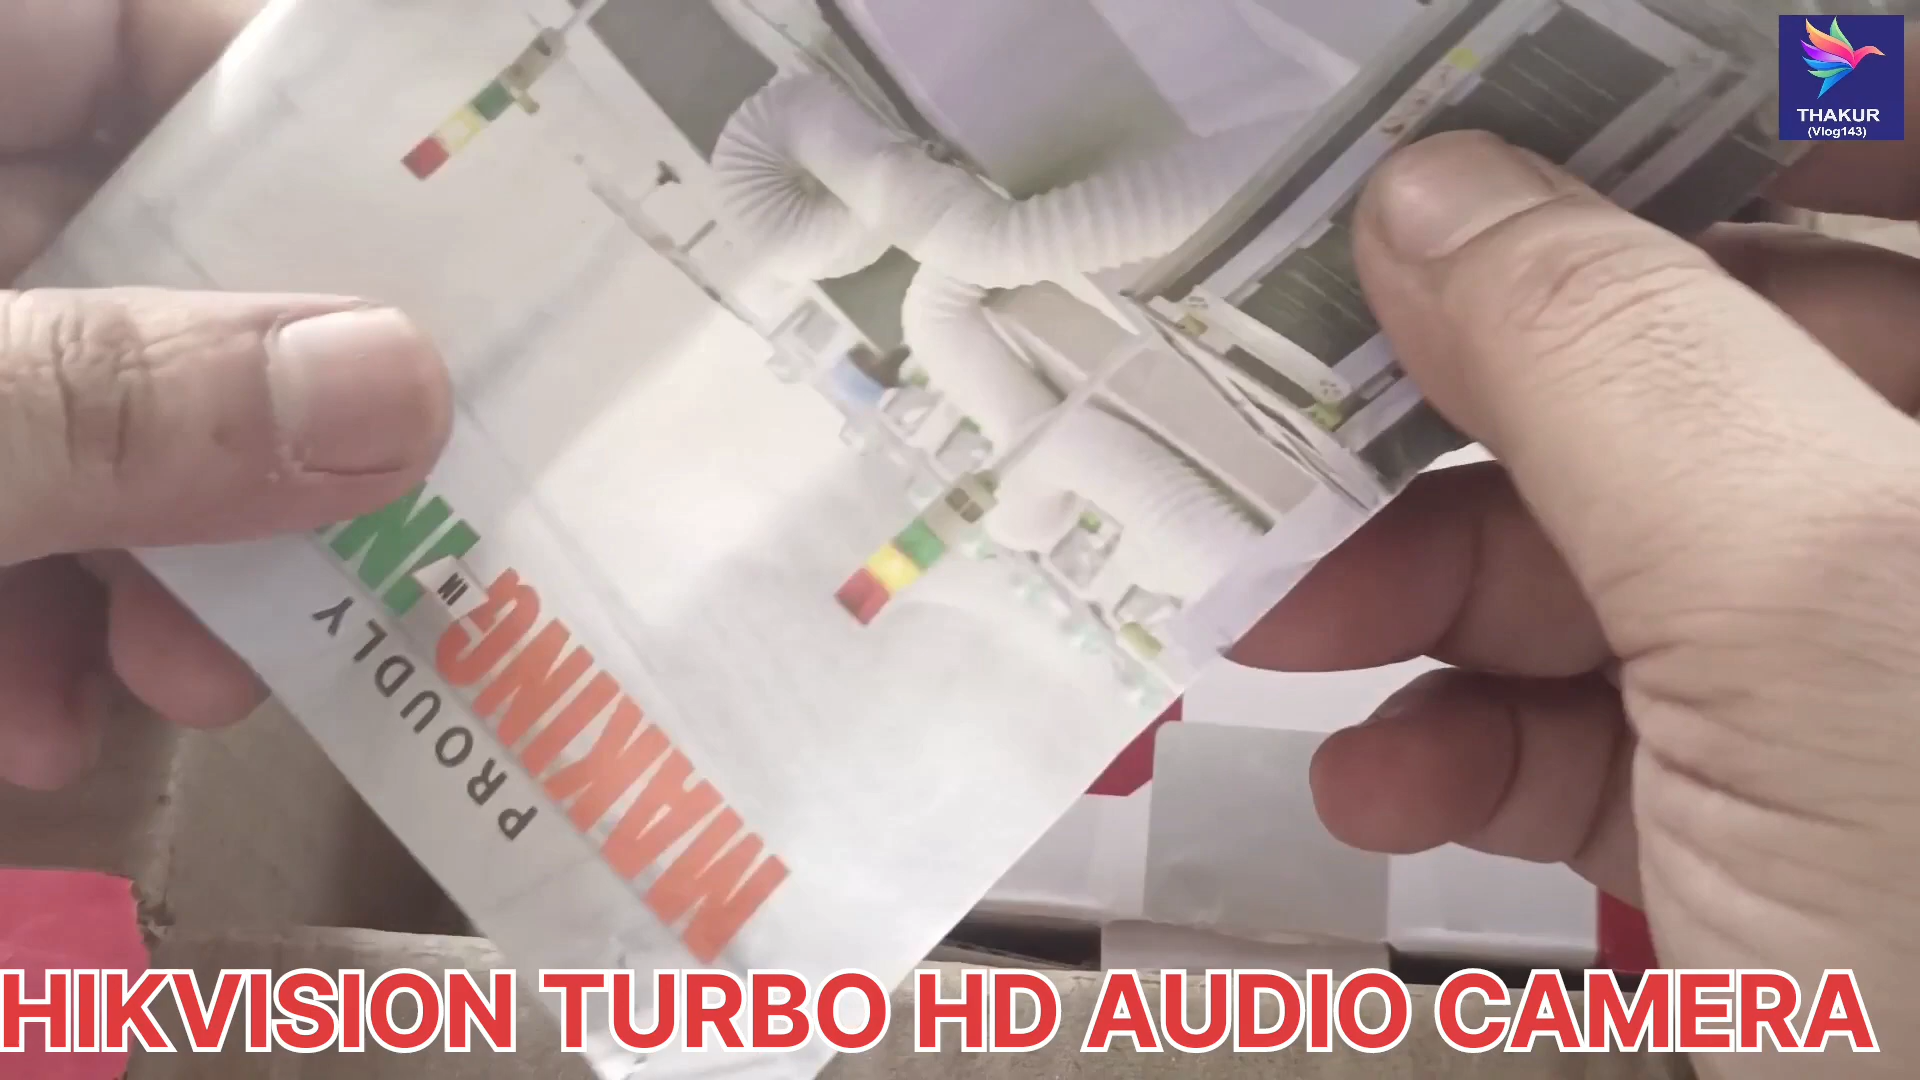 THAKUR
(Vlog143)
PROUDLY
MAKING
IN
HIKVISION TURBO HD AUDIO CAMERA